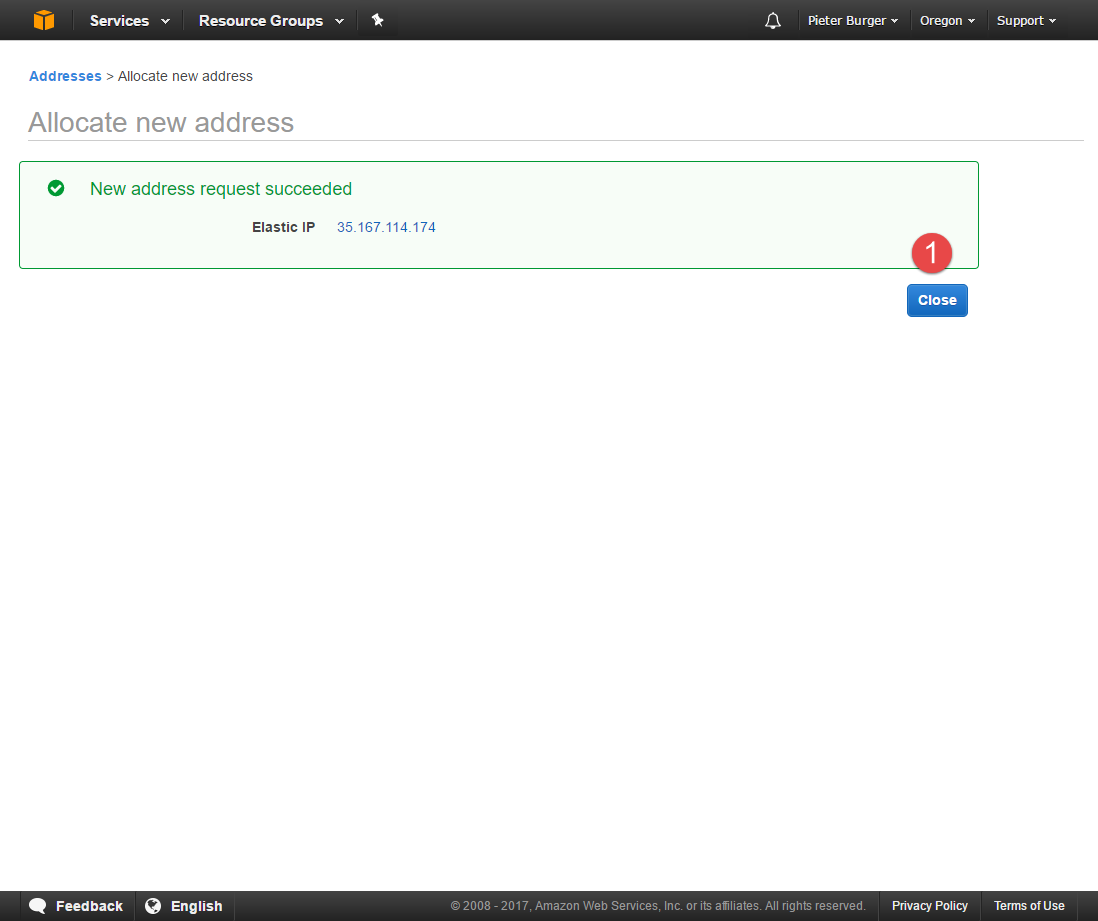 Services Resource Groups Pieter Burger Oregon Support
Addresses > Allocate new address
Allocate new address
New address request succeeded
Elastic IP 35.167.114.174
1
Close
Feedback English © 2008 - 2017, Amazon Web Services, Inc. or its affiliates. All rights reserved. Privacy Policy Terms of Use